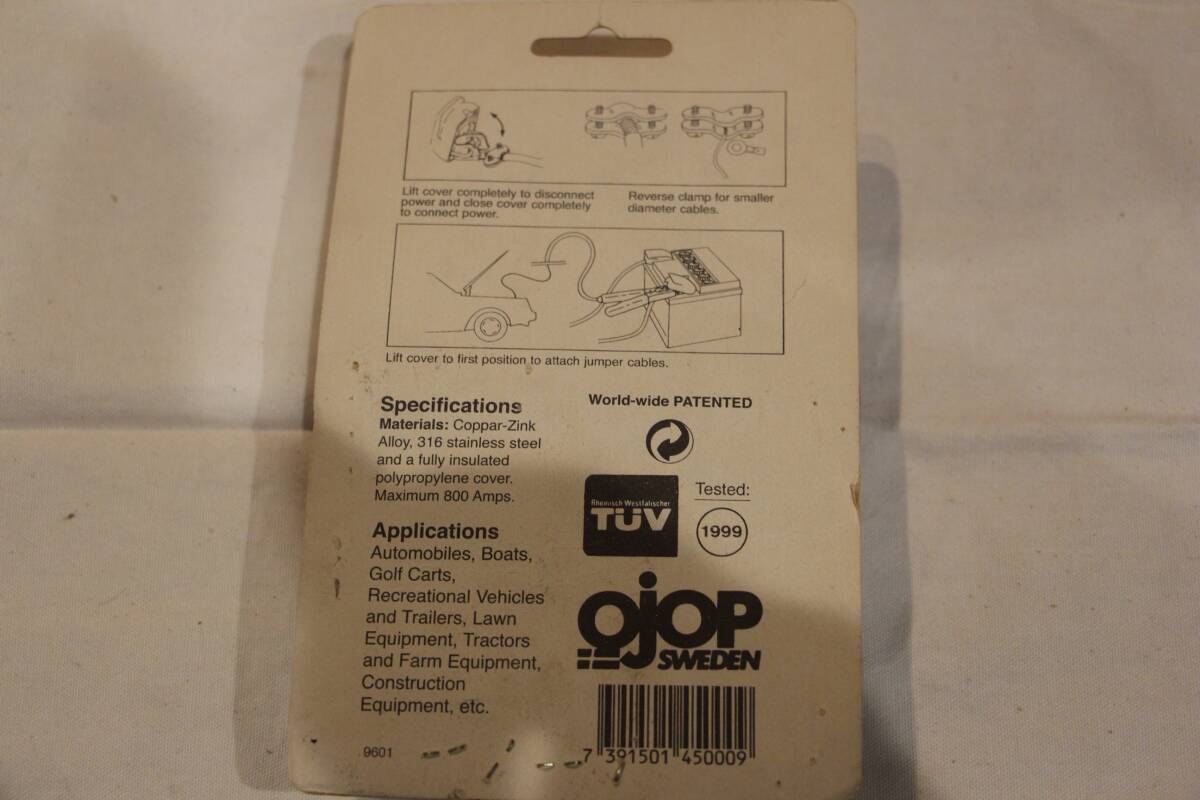 Lift cover completely to disconnect
power and close cover completely
to connect power.
Reverse clamp for smaller
diameter cables.
Lift cover to first position to attach jumper cables.
Specifications
Materials: Coppar-Zink
Alloy, 316 stainless steel
and a fully insulated
polypropylene cover.
Maximum 800 Amps.
Applications
Automobiles, Boats,
Golf Carts,
Recreational Vehicles
and Trailers, Lawn
Equipment, Tractors
and Farm Equipment,
Construction
Equipment, etc.
9601
World-wide PATENTED
Rheinisch Westfälischer
TÜV
Tested:
1999
ojop
SWEDEN
7 391501 450009